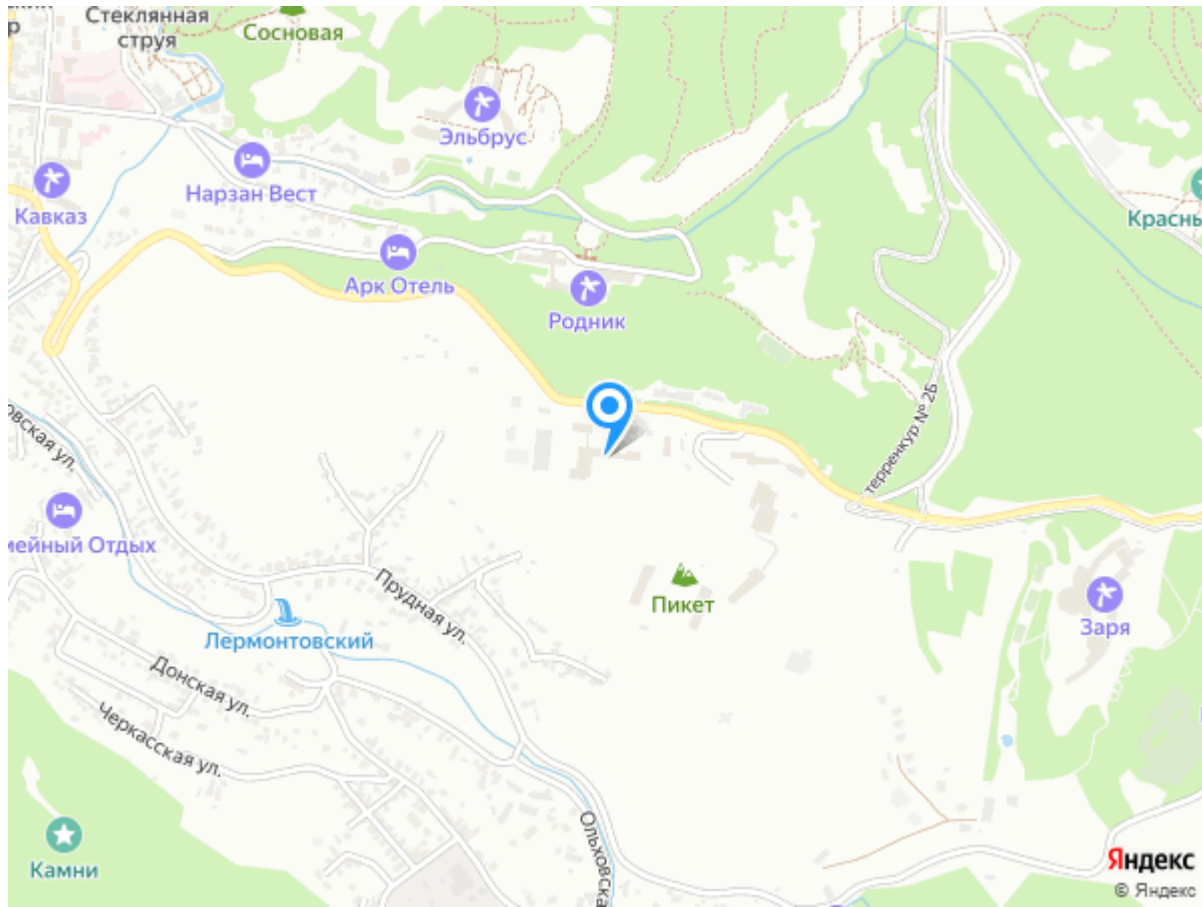 Стеклянная
струя
Сосновая
Эльбрус
Нарзан Вест
Кавказ
Красны
Арк Отель
Родник
терренкур № 2Б
овская ул.
мейный Отдых
Прудная ул.
Пикет
Заря
Лермонтовский
Донская ул.
Черкасская ул.
Ольховска
Камни
Яндекс
© Яндекс